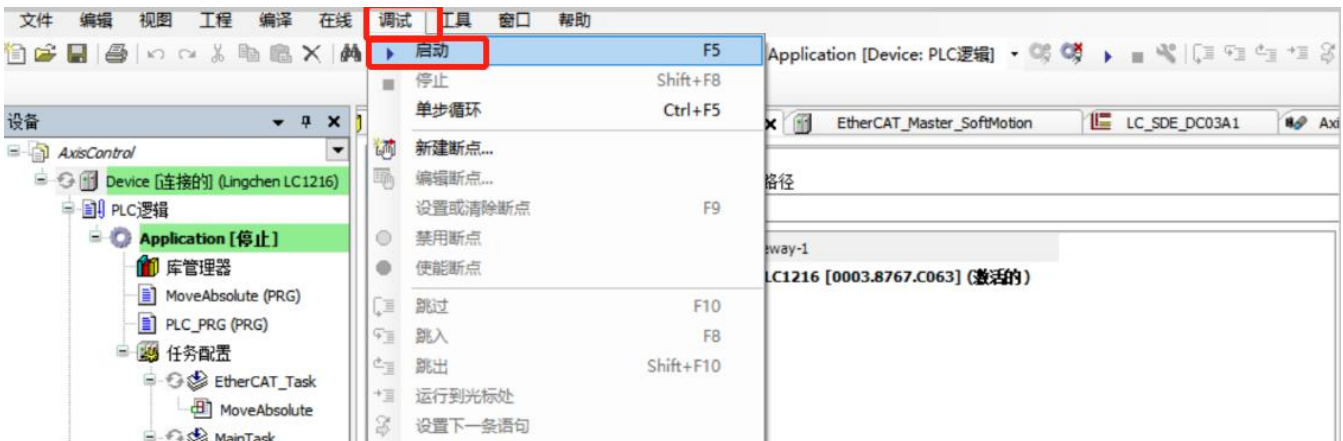 文件 编辑 视图 工程 编译 在线 调试 工具 窗口 帮助
Application [Device: PLC逻辑]
启动 F5
停止 Shift+F8
单步循环 Ctrl+F5
新建断点...
编辑断点...
设置或清除断点 F9
禁用断点
使能断点
跳过 F10
跳入 F8
跳出 Shift+F10
运行到光标处
设置下一条语句
设备
AxisControl
Device [连接的] (Lingchen LC1216)
PLC逻辑
Application [停止]
库管理器
MoveAbsolute (PRG)
PLC_PRG (PRG)
任务配置
EtherCAT_Task
MoveAbsolute
MainTask
EtherCAT_Master_SoftMotion LC_SDE_DC03A1 Axi
路径
eway-1
LC1216 [0003.8767.C063] (激活的)